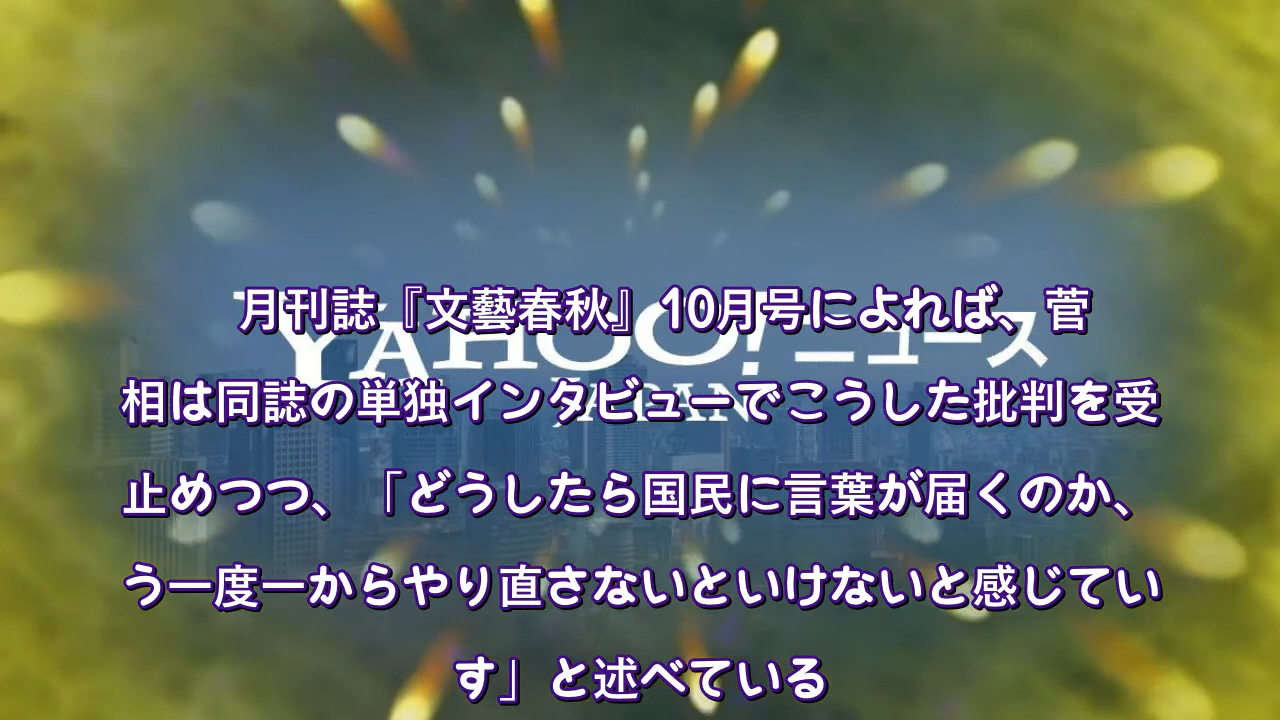 YAHOO!ニュース
JAPAN
月刊誌『文藝春秋』10月号によれば、菅
相は同誌の単独インタビューでこうした批判を受
止めつつ、「どうしたら国民に言葉が届くのか、
う一度一からやり直さないといけないと感じてい
す」と述べている